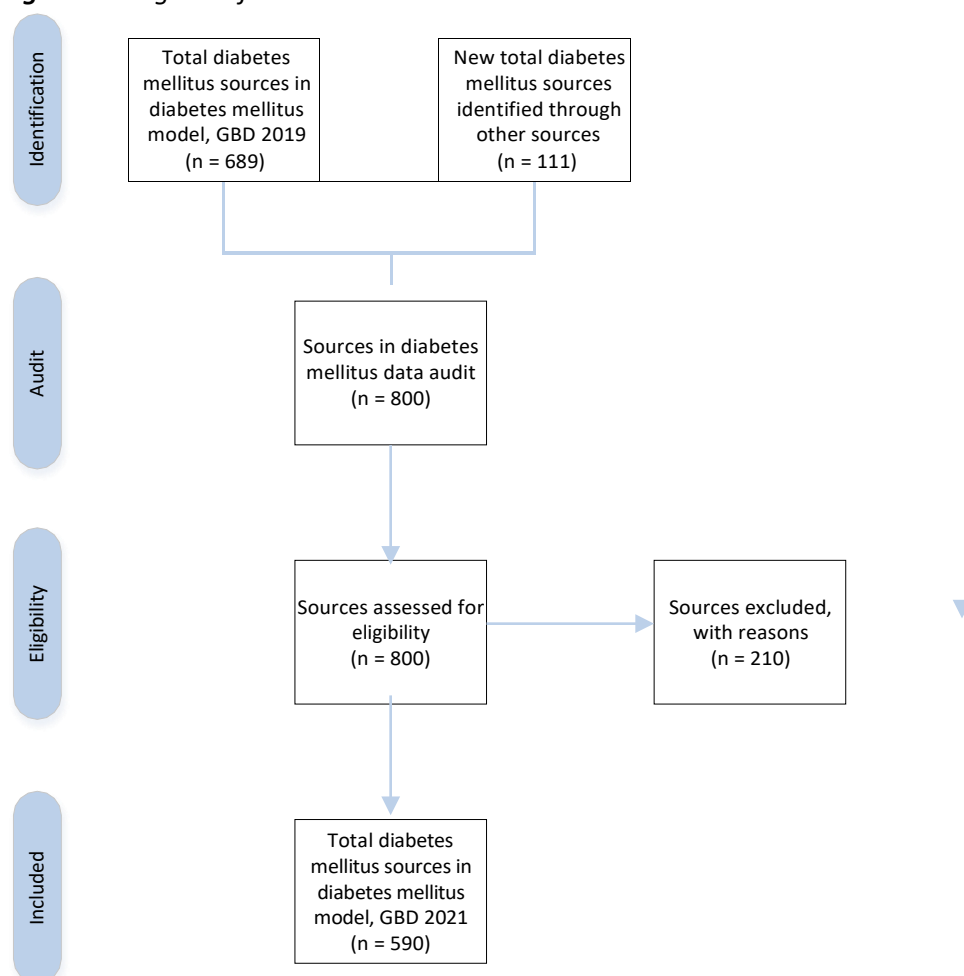 Identification
Total diabetes
mellitus sources in
diabetes mellitus
model, GBD 2019
(n = 689)
New total diabetes
mellitus sources
identified through
other sources
(n = 111)
Audit
Sources in diabetes
mellitus data audit
(n = 800)
Eligibility
Sources assessed for
eligibility
(n = 800)
Sources excluded,
with reasons
(n = 210)
Included
Total diabetes
mellitus sources in
diabetes mellitus
model, GBD 2021
(n = 590)